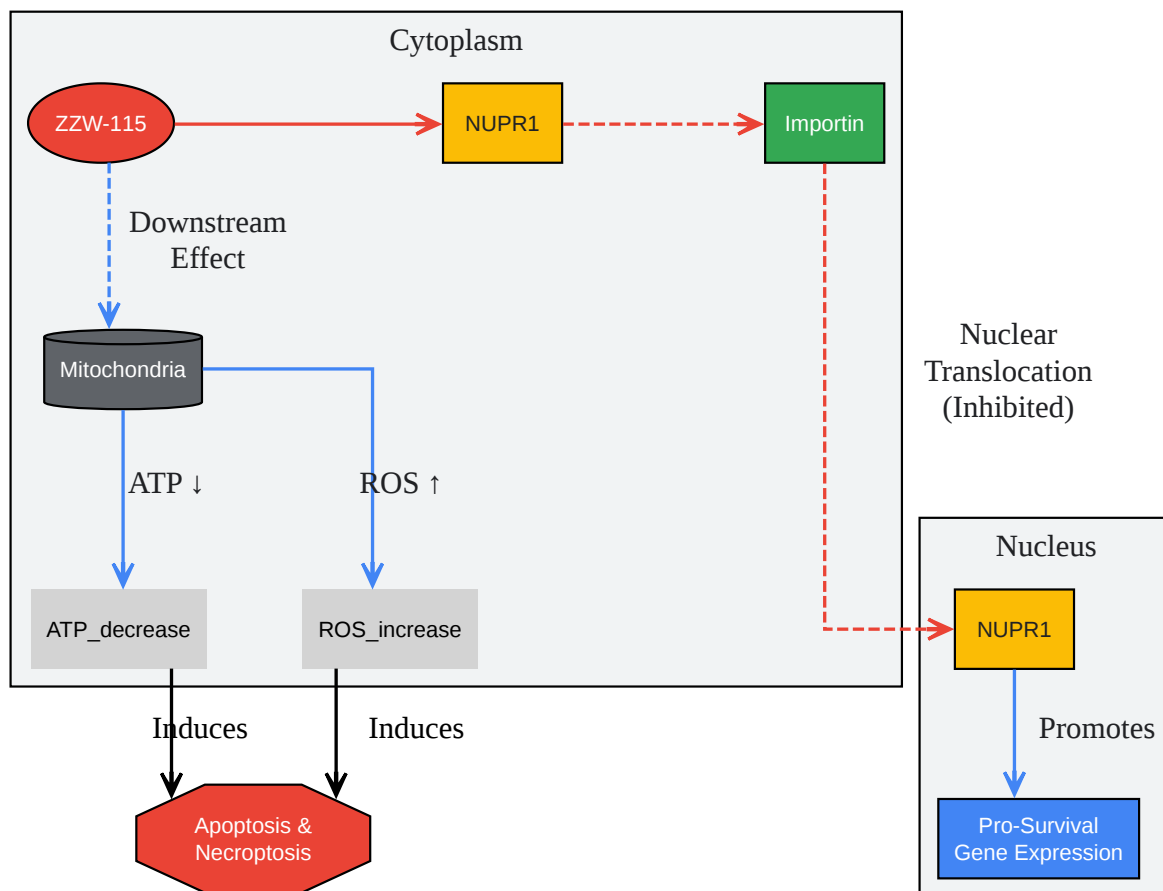 Cytoplasm
ZZW-115
NUPR1
Importin
Downstream
Effect
Mitochondria
Nuclear
Translocation
(Inhibited)
ATP ↓
ROS ↑
Nucleus
ATP_decrease
ROS_increase
NUPR1
Induces
Induces
Promotes
Apoptosis &
Necroptosis
Pro-Survival
Gene Expression